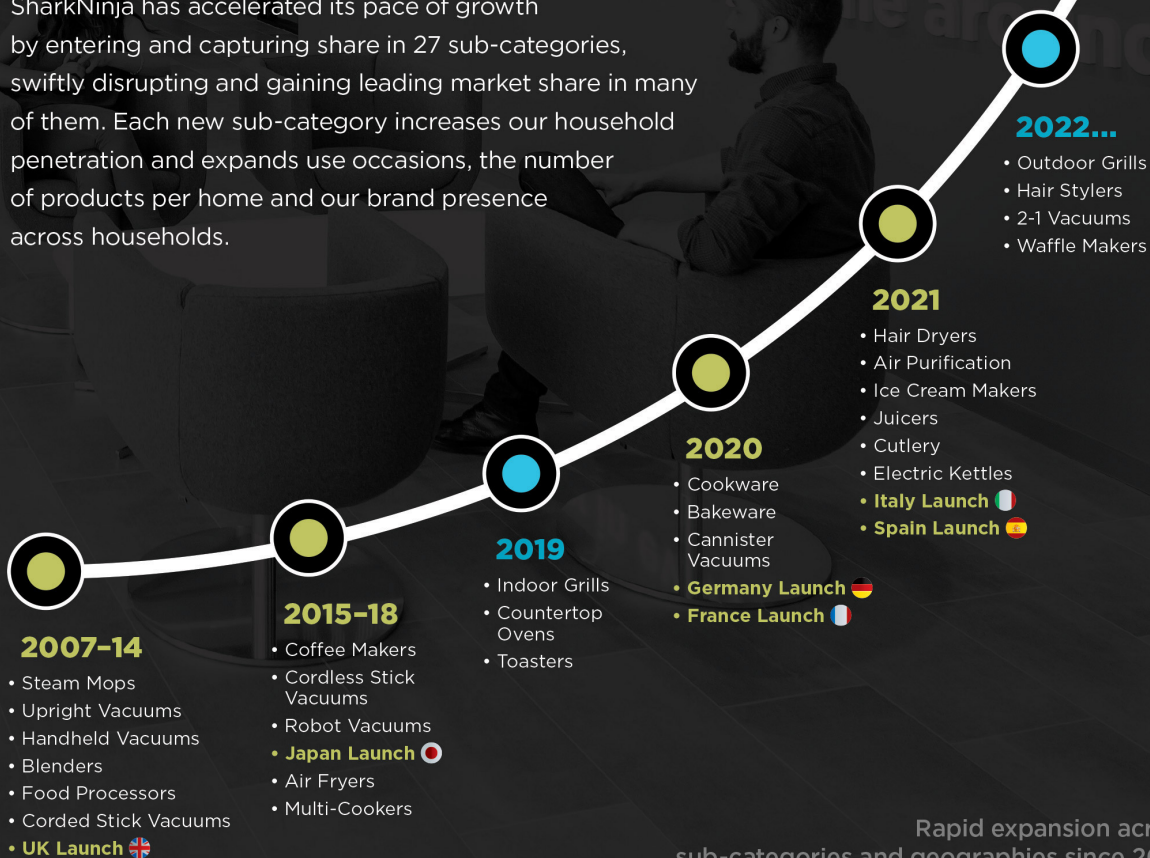 SharkNinja has accelerated its pace of growth
by entering and capturing share in 27 sub-categories,
swiftly disrupting and gaining leading market share in many
of them. Each new sub-category increases our household
penetration and expands use occasions, the number
of products per home and our brand presence
across households.
2007–14
• Steam Mops
• Upright Vacuums
• Handheld Vacuums
• Blenders
• Food Processors
• Corded Stick Vacuums
• UK Launch
2015–18
• Coffee Makers
• Cordless Stick
Vacuums
• Robot Vacuums
• Japan Launch
• Air Fryers
• Multi-Cookers
2019
• Indoor Grills
• Countertop
Ovens
• Toasters
2020
• Cookware
• Bakeware
• Cannister
Vacuums
• Germany Launch
• France Launch
2021
• Hair Dryers
• Air Purification
• Ice Cream Makers
• Juicers
• Cutlery
• Electric Kettles
• Italy Launch
• Spain Launch
2022...
• Outdoor Grills
• Hair Stylers
• 2-1 Vacuums
• Waffle Makers
Rapid expansion
sub-categories and geographies since